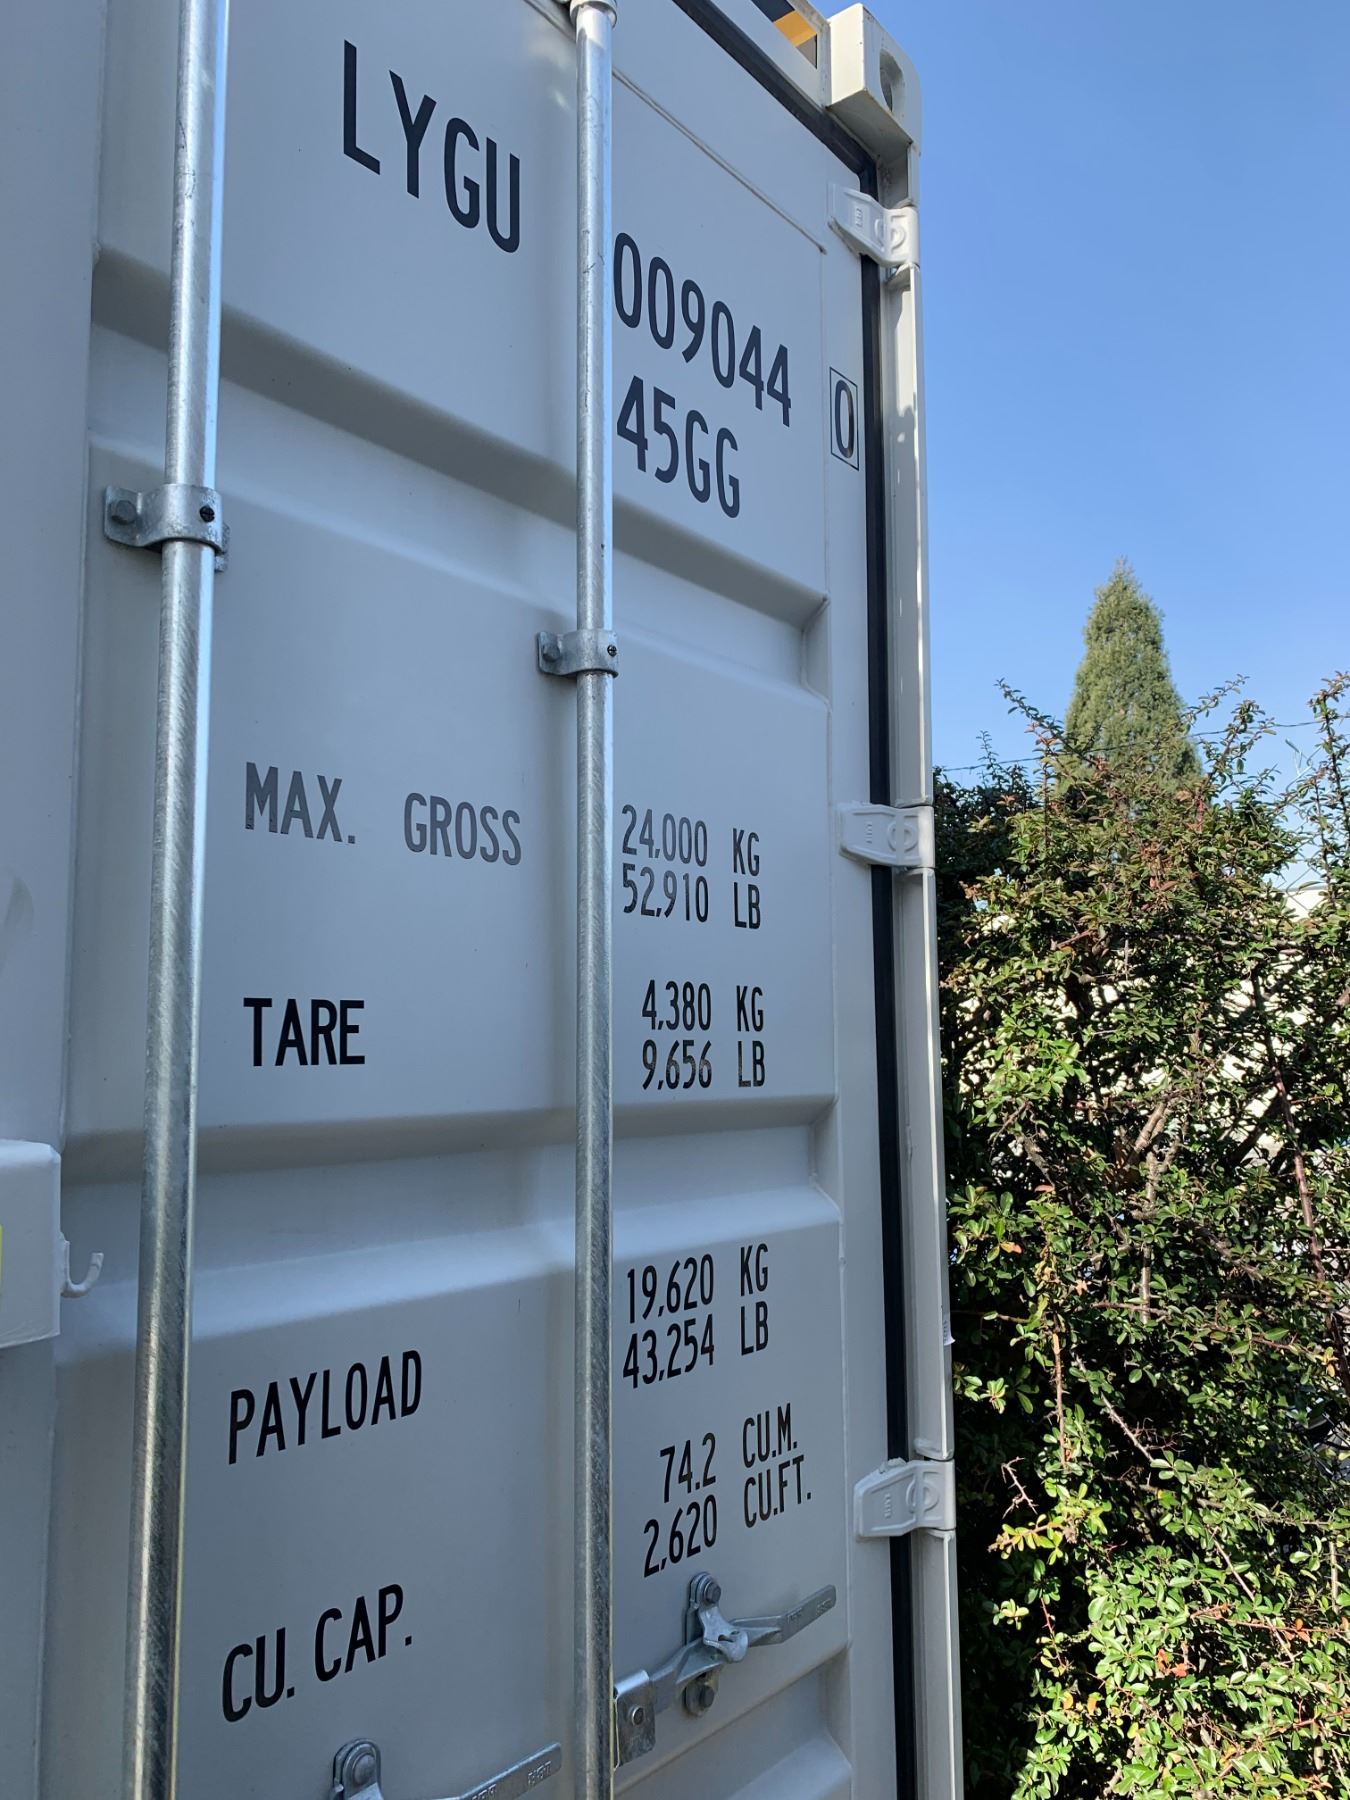 LYGU
009044 0
45GG
MAX. GROSS 24,000 KG
52,910 LB
TARE 4,380 KG
9,656 LB
PAYLOAD 19,620 KG
43,254 LB
CU. CAP. 74.2 CU.M.
2,620 CU.FT.